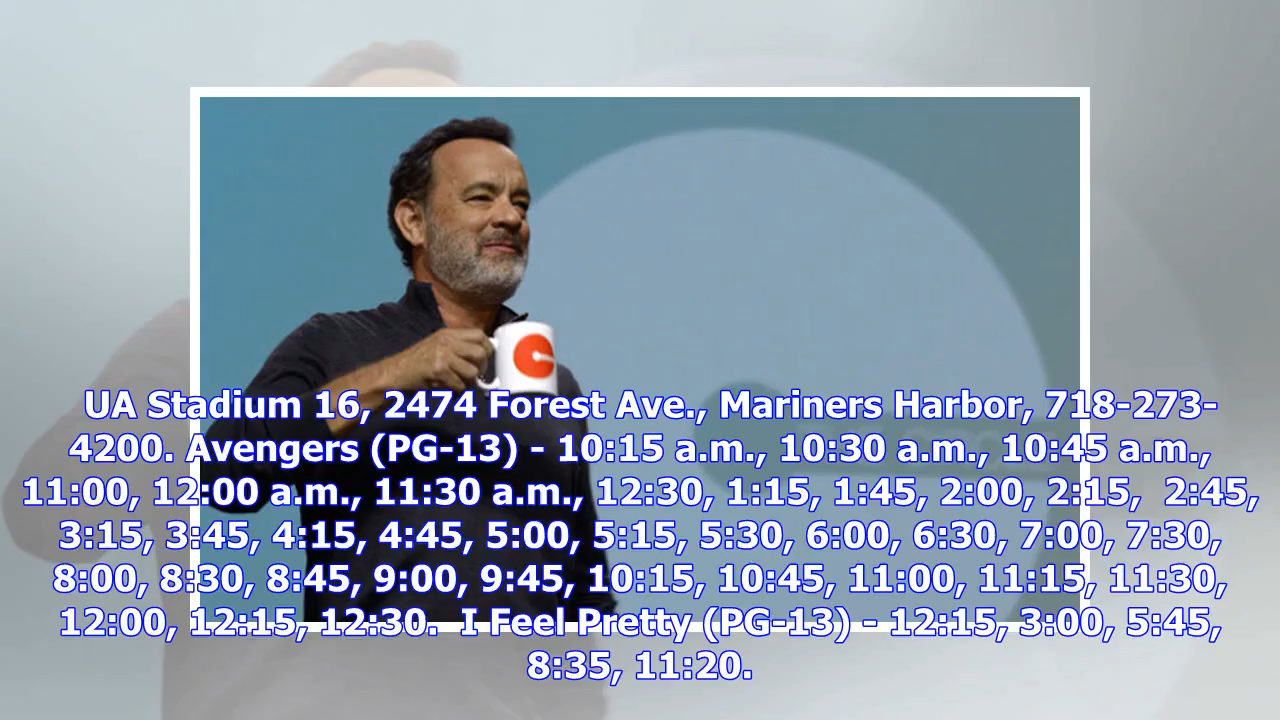 UA Stadium 16, 2474 Forest Ave., Mariners Harbor, 718-273-
4200. Avengers (PG-13) - 10:15 a.m., 10:30 a.m., 10:45 a.m.,
11:00, 12:00 a.m., 11:30 a.m., 12:30, 1:15, 1:45, 2:00, 2:15,  2:45,
3:15, 3:45, 4:15, 4:45, 5:00, 5:15, 5:30, 6:00, 6:30, 7:00, 7:30,
8:00, 8:30, 8:45, 9:00, 9:45, 10:15, 10:45, 11:00, 11:15, 11:30,
12:00, 12:15, 12:30.  I Feel Pretty (PG-13) - 12:15, 3:00, 5:45,
8:35, 11:20.